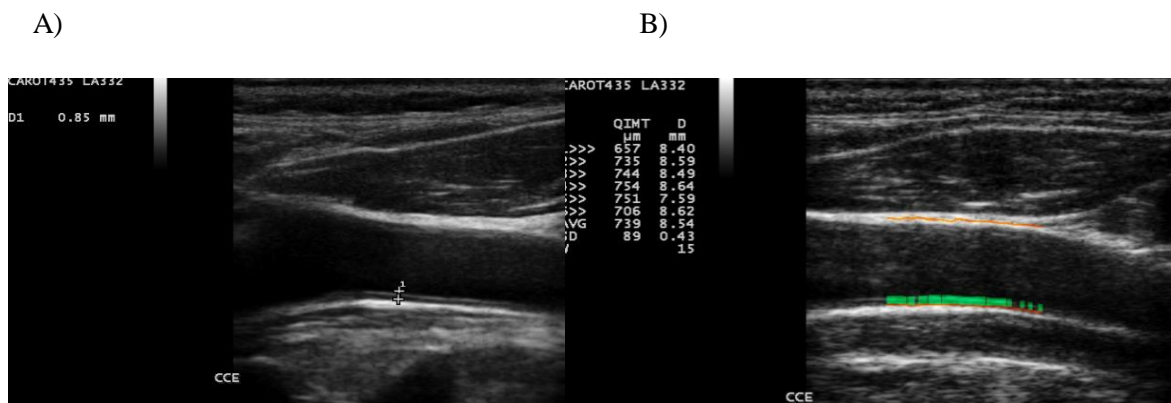 A)
B)
CAROT435 LA332
D1 0.85 mm
1
CCE
CAROT435 LA332
QIMT D
µm mm
>>> 657 8.40
>> 735 8.59
>> 744 8.49
>> 754 8.64
>> 751 7.59
>> 706 8.62
AVG 739 8.54
SD 89 0.43
15
CCE